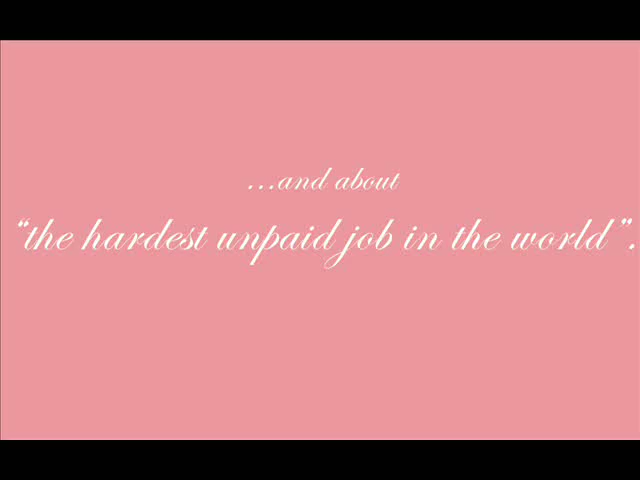 ...and about
“the hardest unpaid job in the world”.